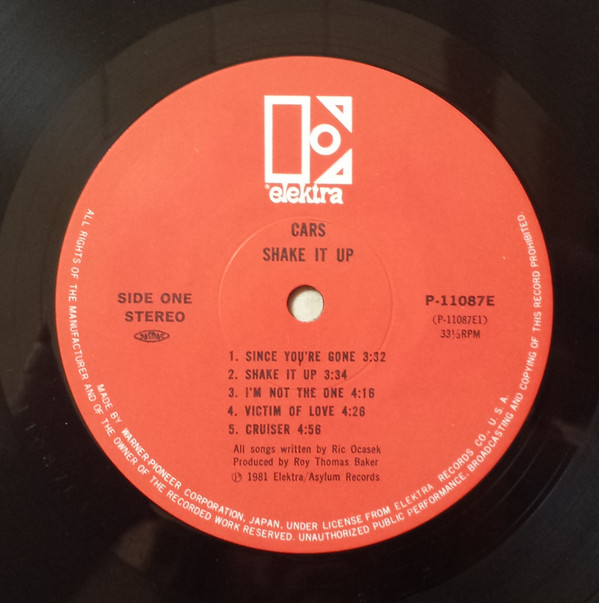 elektra
CARS
SHAKE IT UP
SIDE ONE
STEREO
P-11087E
(P-11087E1)
33⅓RPM
1. SINCE YOU'RE GONE 3:32
2. SHAKE IT UP 3:34
3. I'M NOT THE ONE 4:16
4. VICTIM OF LOVE 4:26
5. CRUISER 4:56
All songs written by Ric Ocasek
Produced by Roy Thomas Baker
Ⓟ 1981 Elektra/Asylum Records
ALL RIGHTS OF THE MANUFACTURER AND OF THE OWNER OF THE RECORDED WORK RESERVED. UNAUTHORIZED PUBLIC PERFORMANCE, BROADCASTING AND COPYING OF THIS RECORD PROHIBITED.
MADE BY WARNER-PIONEER CORPORATION, JAPAN. UNDER LICENSE FROM ELEKTRA RECORDS CO., U.S.A.